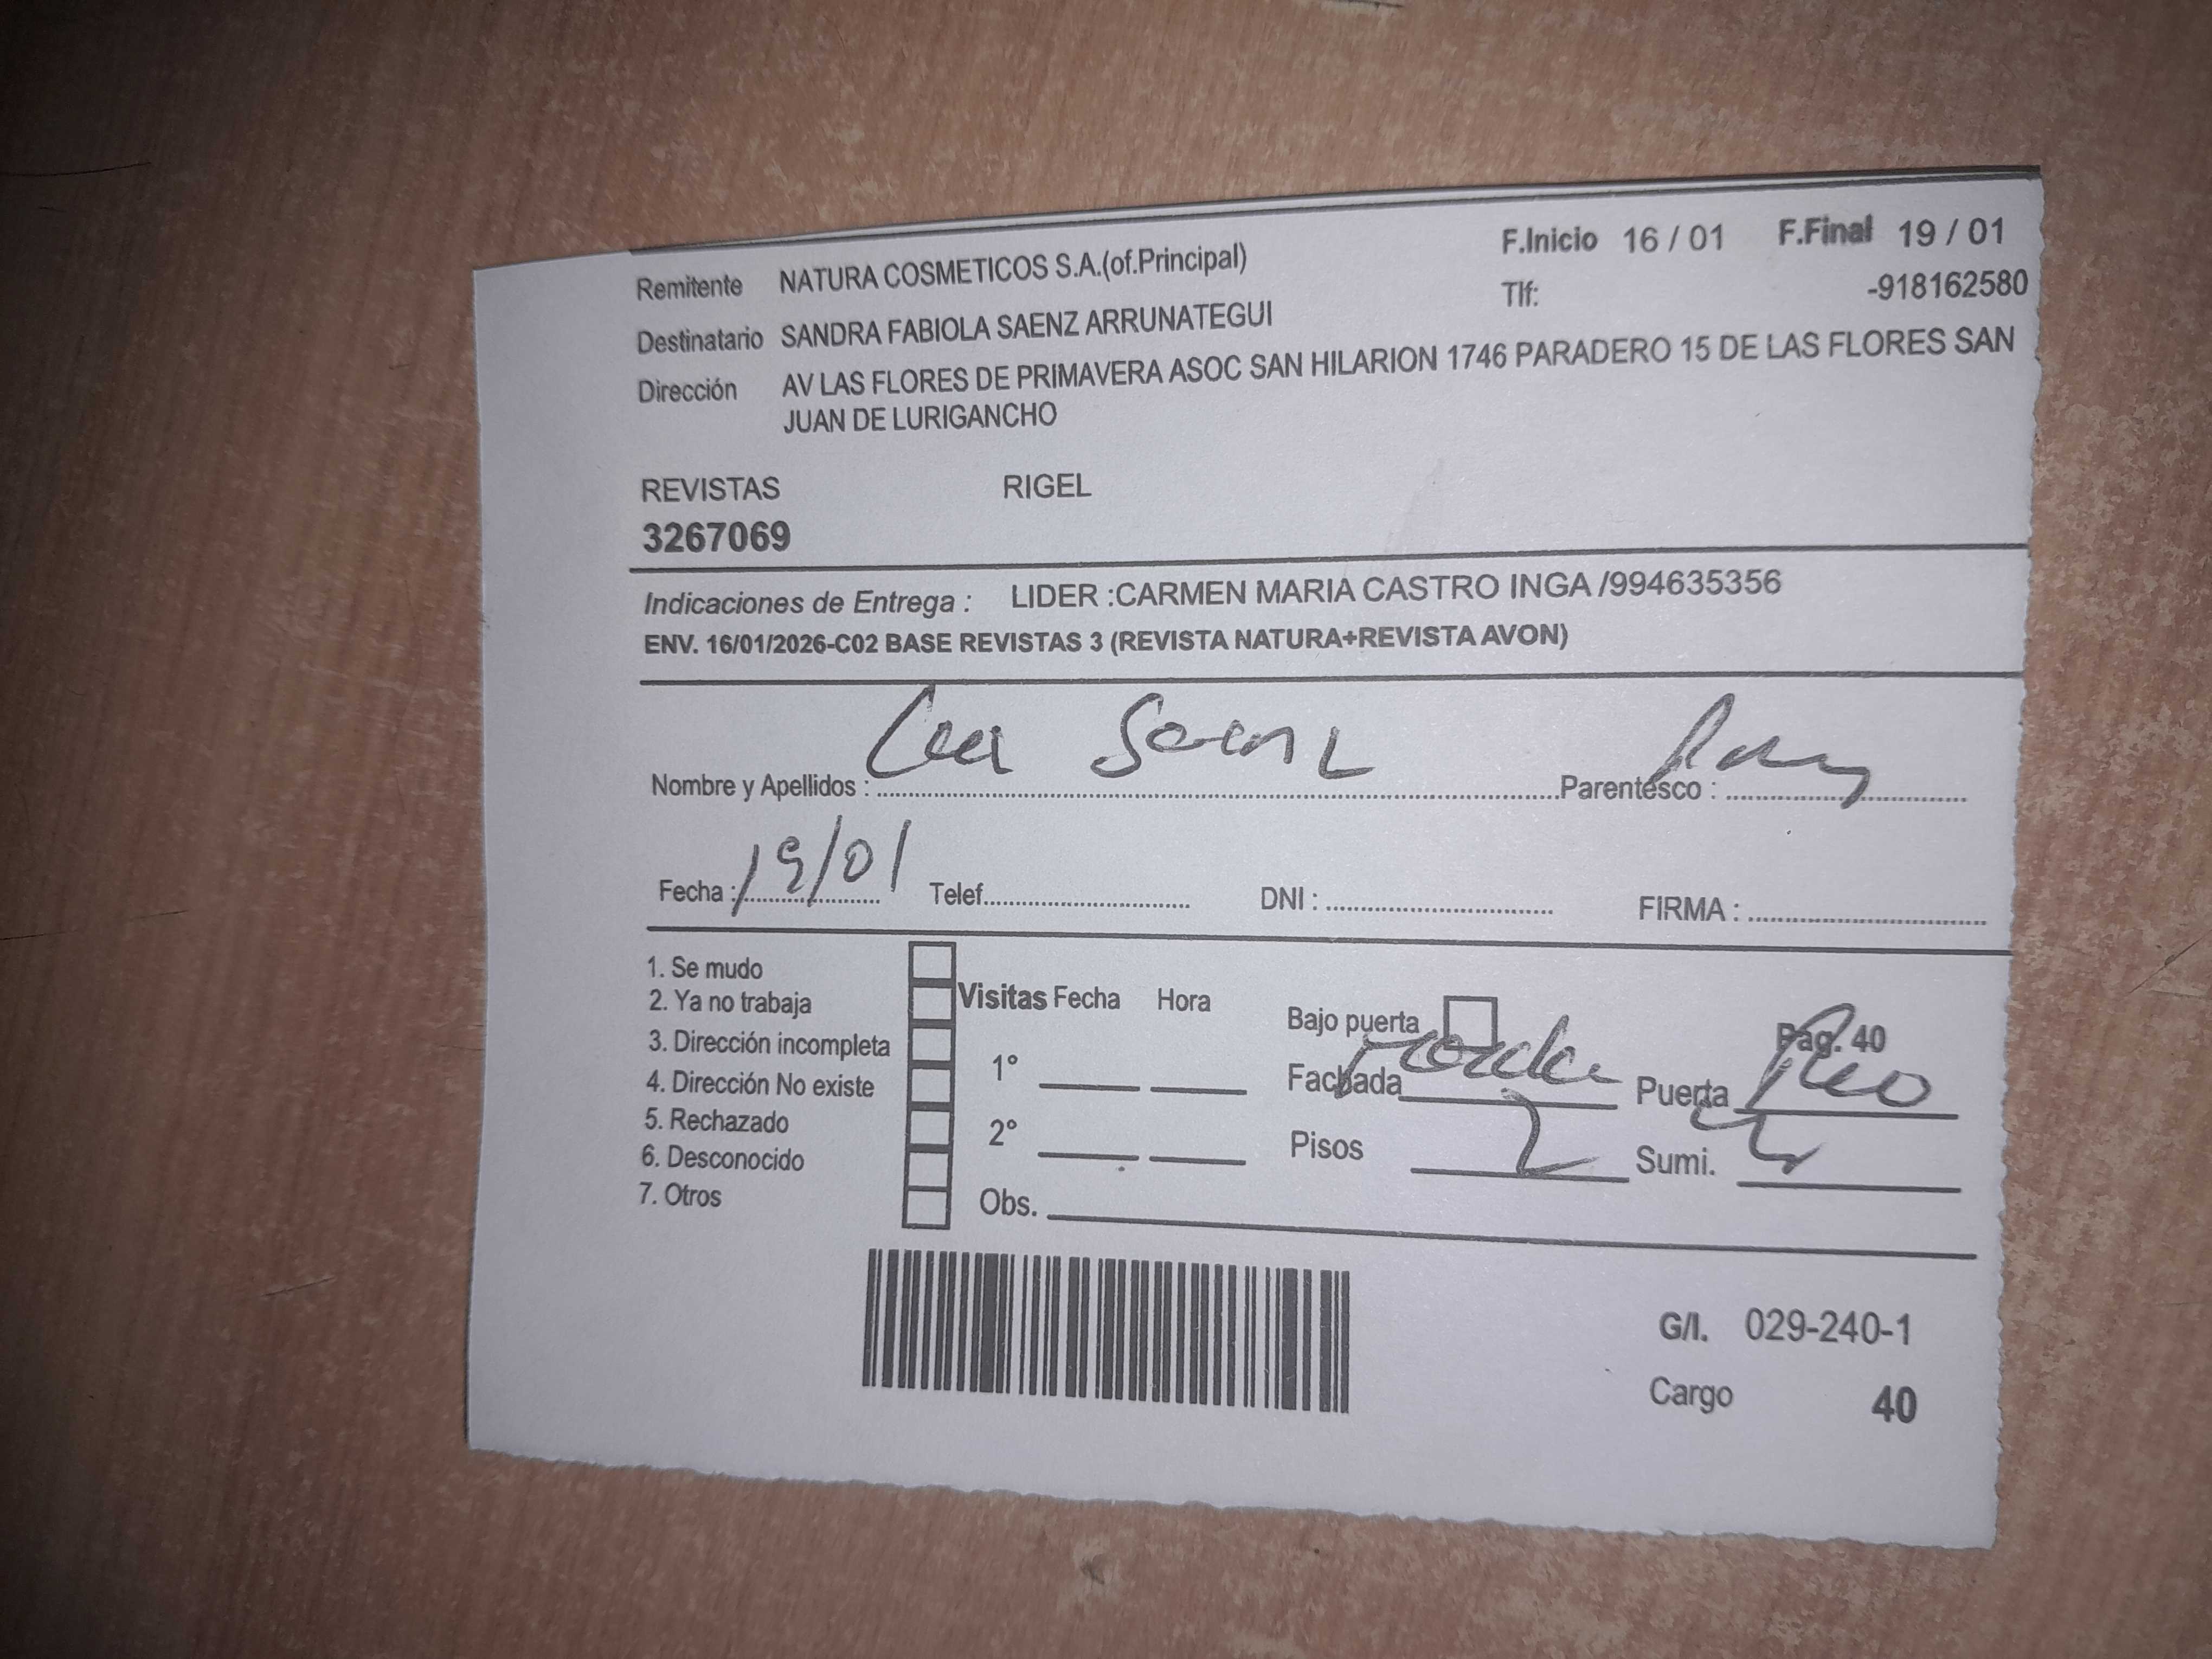 F.Inicio 16 / 01 F.Final 19 / 01
Remitente NATURA COSMETICOS S.A.(of.Principal)
Tlf: -918162580
Destinatario SANDRA FABIOLA SAENZ ARRUNATEGUI
Dirección AV LAS FLORES DE PRIMAVERA ASOC SAN HILARION 1746 PARADERO 15 DE LAS FLORES SAN
JUAN DE LURIGANCHO
REVISTAS RIGEL
3267069
Indicaciones de Entrega : LIDER :CARMEN MARIA CASTRO INGA /994635356
ENV. 16/01/2026-C02 BASE REVISTAS 3 (REVISTA NATURA+REVISTA AVON)
Nombre y Apellidos : Saenz Parentesco :
Fecha : 19/01 Telef. DNI : FIRMA :
1. Se mudo
2. Ya no trabaja
3. Dirección incompleta
4. Dirección No existe
5. Rechazado
6. Desconocido
7. Otros
Visitas Fecha Hora
1°
2°
Obs.
Bajo puerta Pag. 40
Fachada Puerta
Pisos 2 Sumi.
G/I. 029-240-1
Cargo 40